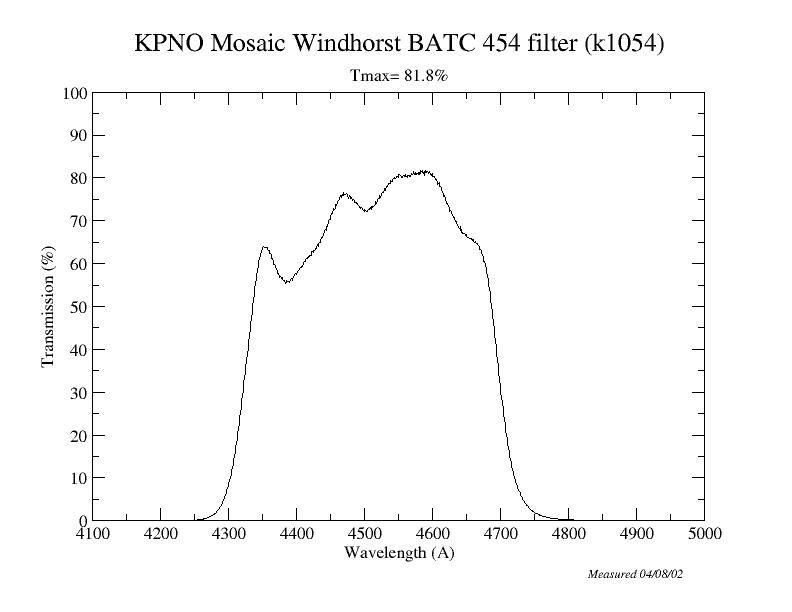 KPNO Mosaic Windhorst BATC 454 filter (k1054)
Tmax= 81.8%
100
90
80
70
60
50
40
30
20
10
0
Transmission (%)
4100 4200 4300 4400 4500 4600 4700 4800 4900 5000
Wavelength (A)
Measured 04/08/02